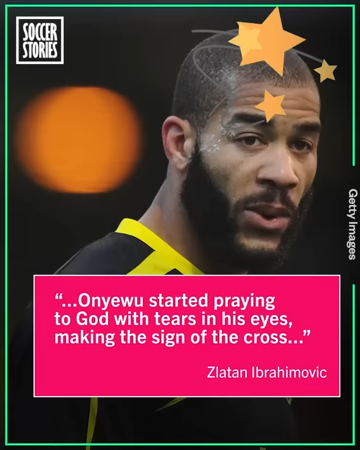 SOCCER
STORIES
Getty Images
“...Onyewu started praying
to God with tears in his eyes,
making the sign of the cross...”
Zlatan Ibrahimovic